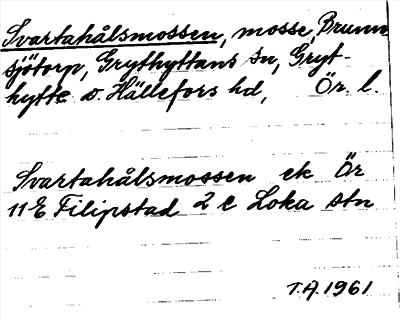 Svartahålsmossen, mosse, Brunn
sjötorp, Grythyttans sn, Gryt-
hytte o. Hällefors hd, Ör. l.
Svartahålsmossen ek Ör
11 E Filipstad 2 c Loka stn
T.A. 1961